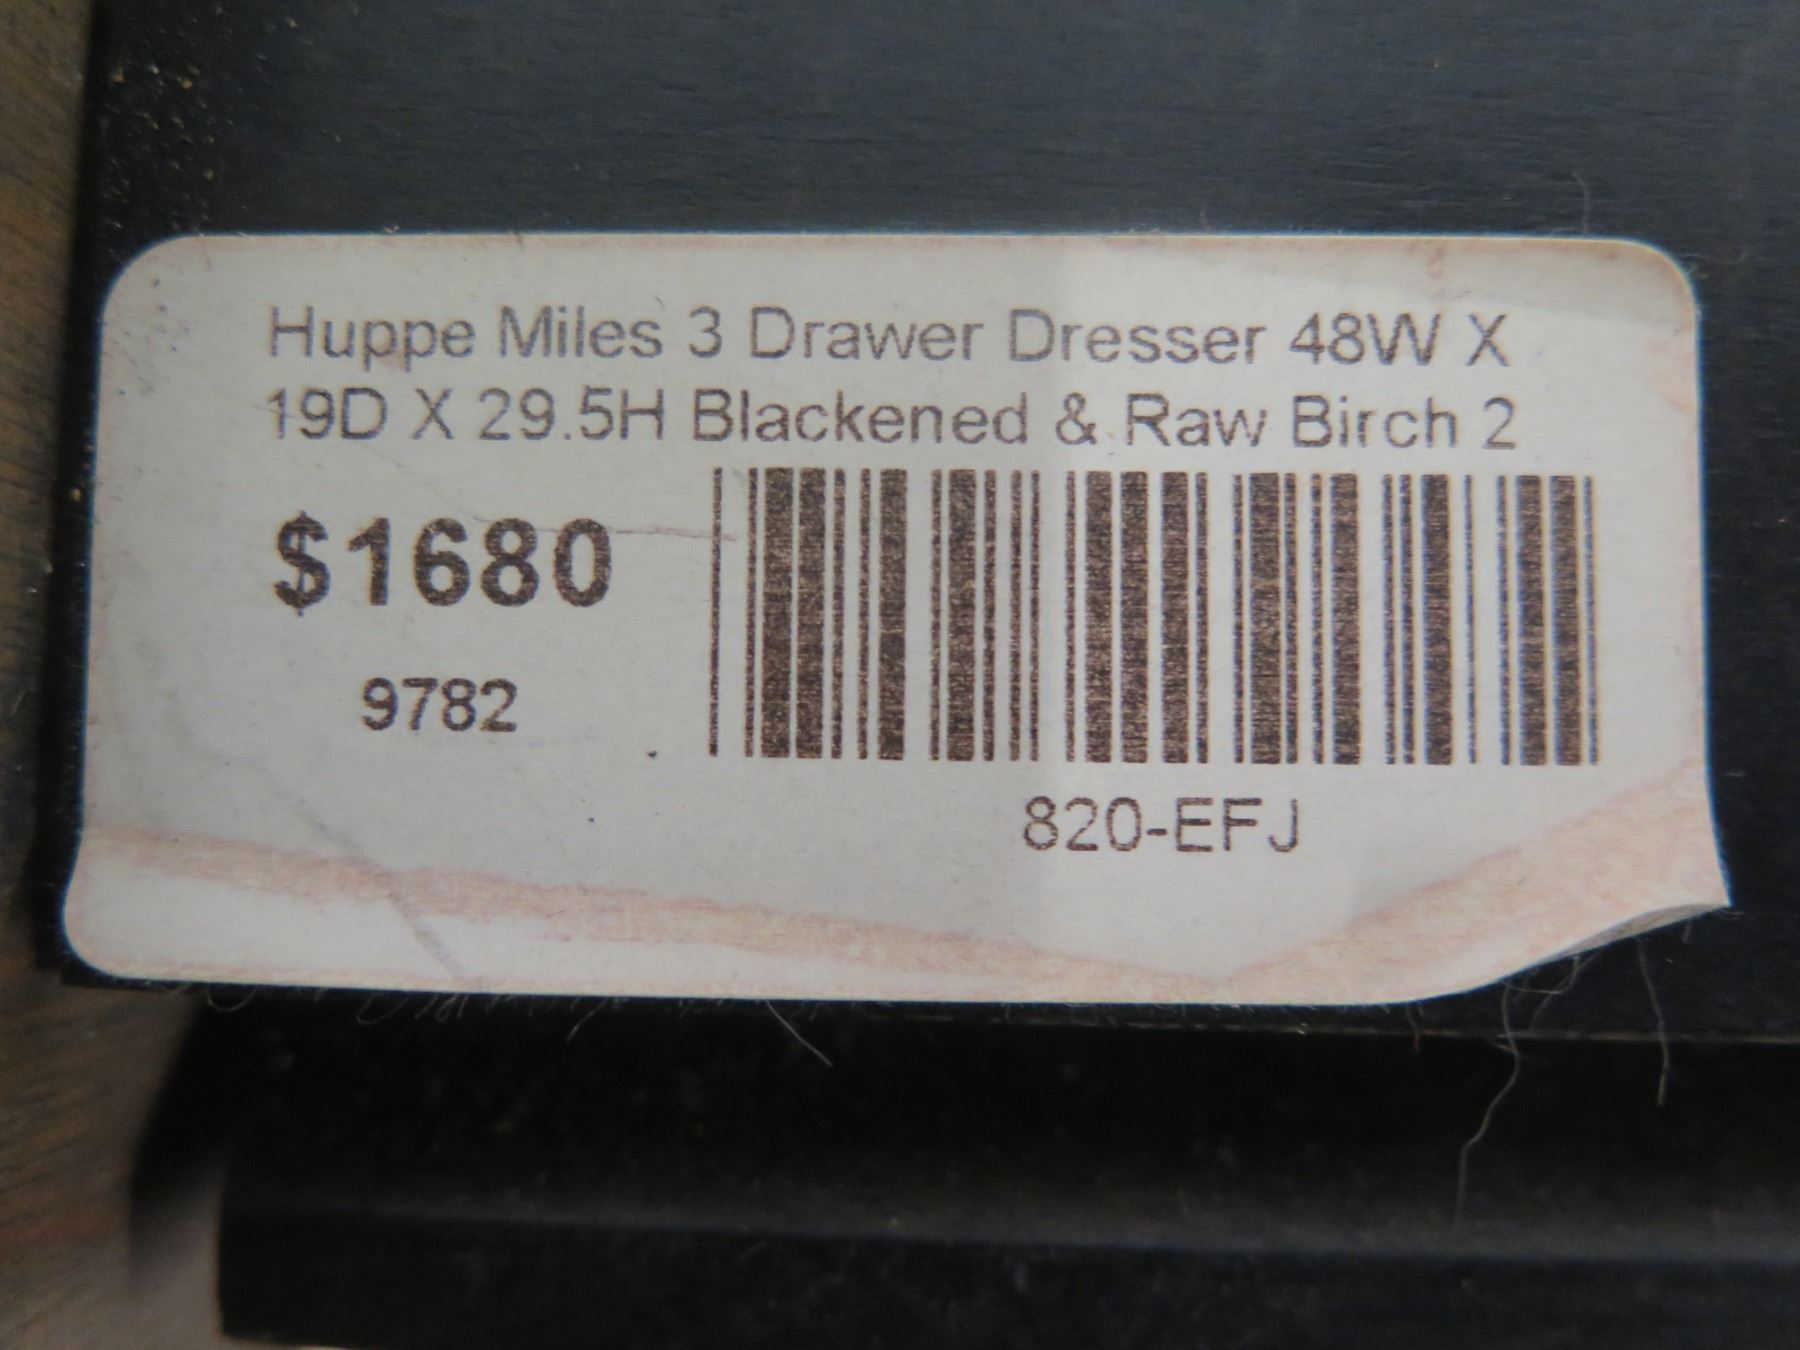 Huppe Miles 3 Drawer Dresser 48W X
19D X 29.5H Blackened & Raw Birch 2
$1680
9782
820-EFJ